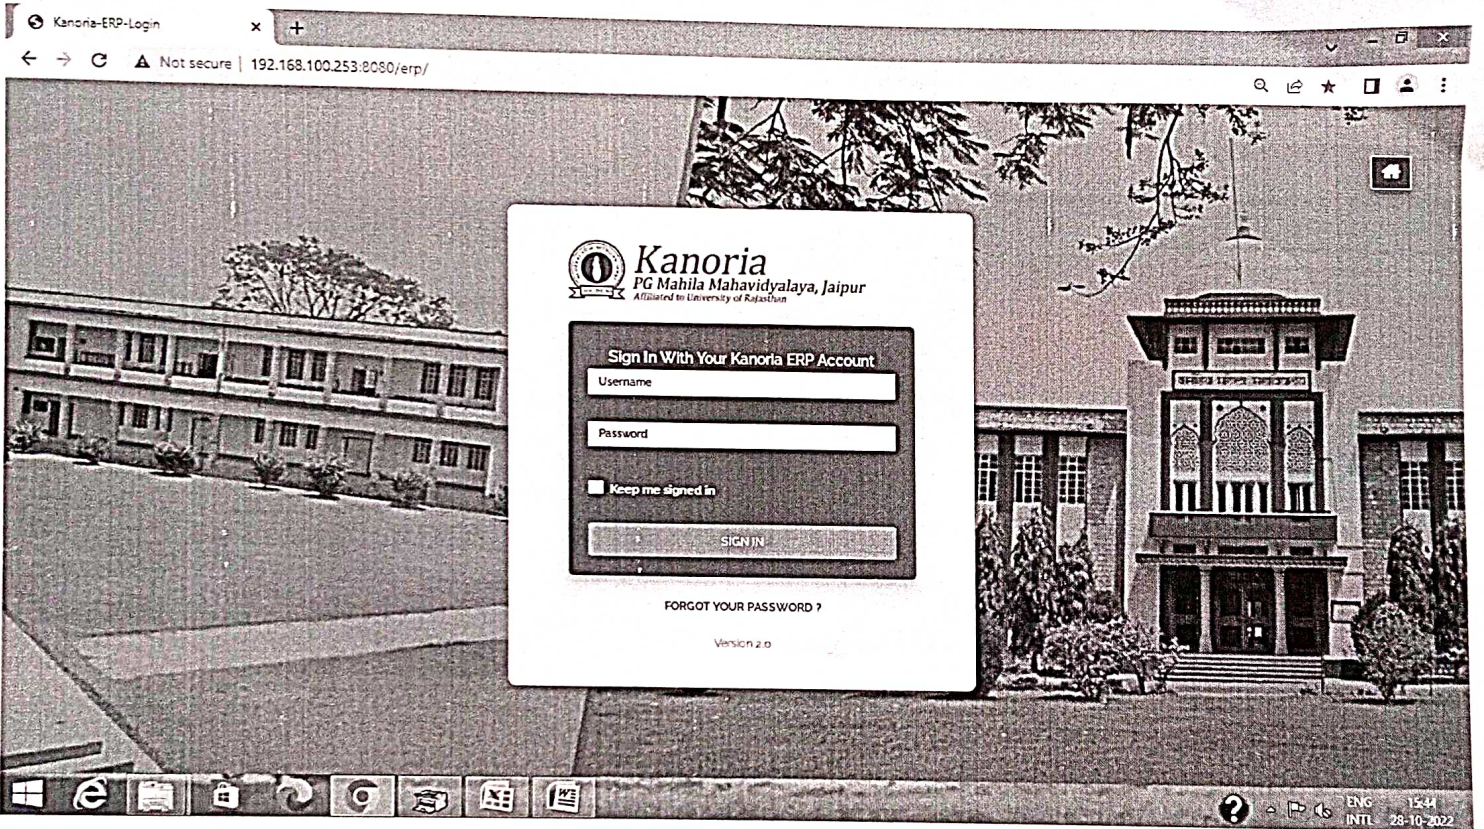 Kanoria-ERP-Login
Not secure | 192.168.100.253:8080/erp/
Kanoria
PG Mahila Mahavidyalaya, Jaipur
Affiliated to University of Rajasthan
Sign In With Your Kanoria ERP Account
Username
Password
Keep me signed in
SIGN IN
FORGOT YOUR PASSWORD ?
Version 2.0
ENG
INTL
15:44
28-10-2022